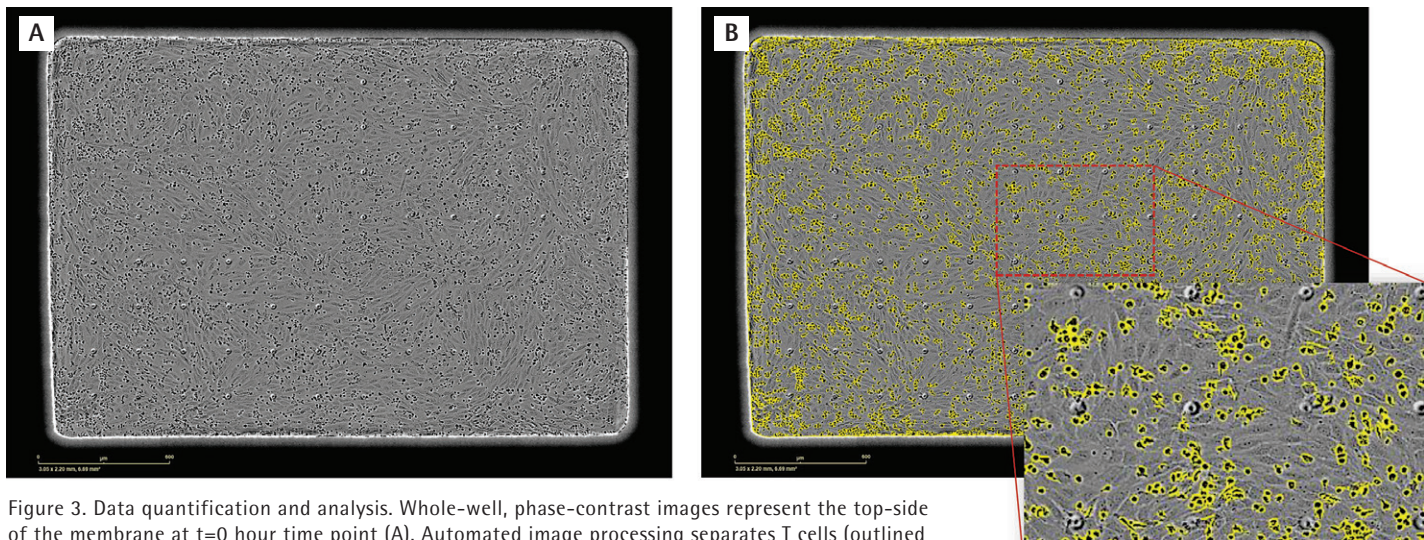 A
B
0 μm 600
3.05 x 2.20 mm, 6.69 mm²
0 μm 600
3.05 x 2.20 mm, 6.69 mm²
Figure 3. Data quantification and analysis. Whole-well, phase-contrast images represent the top-side
of the membrane at t=0 hour time point (A). Automated image processing separates T cells (outlined